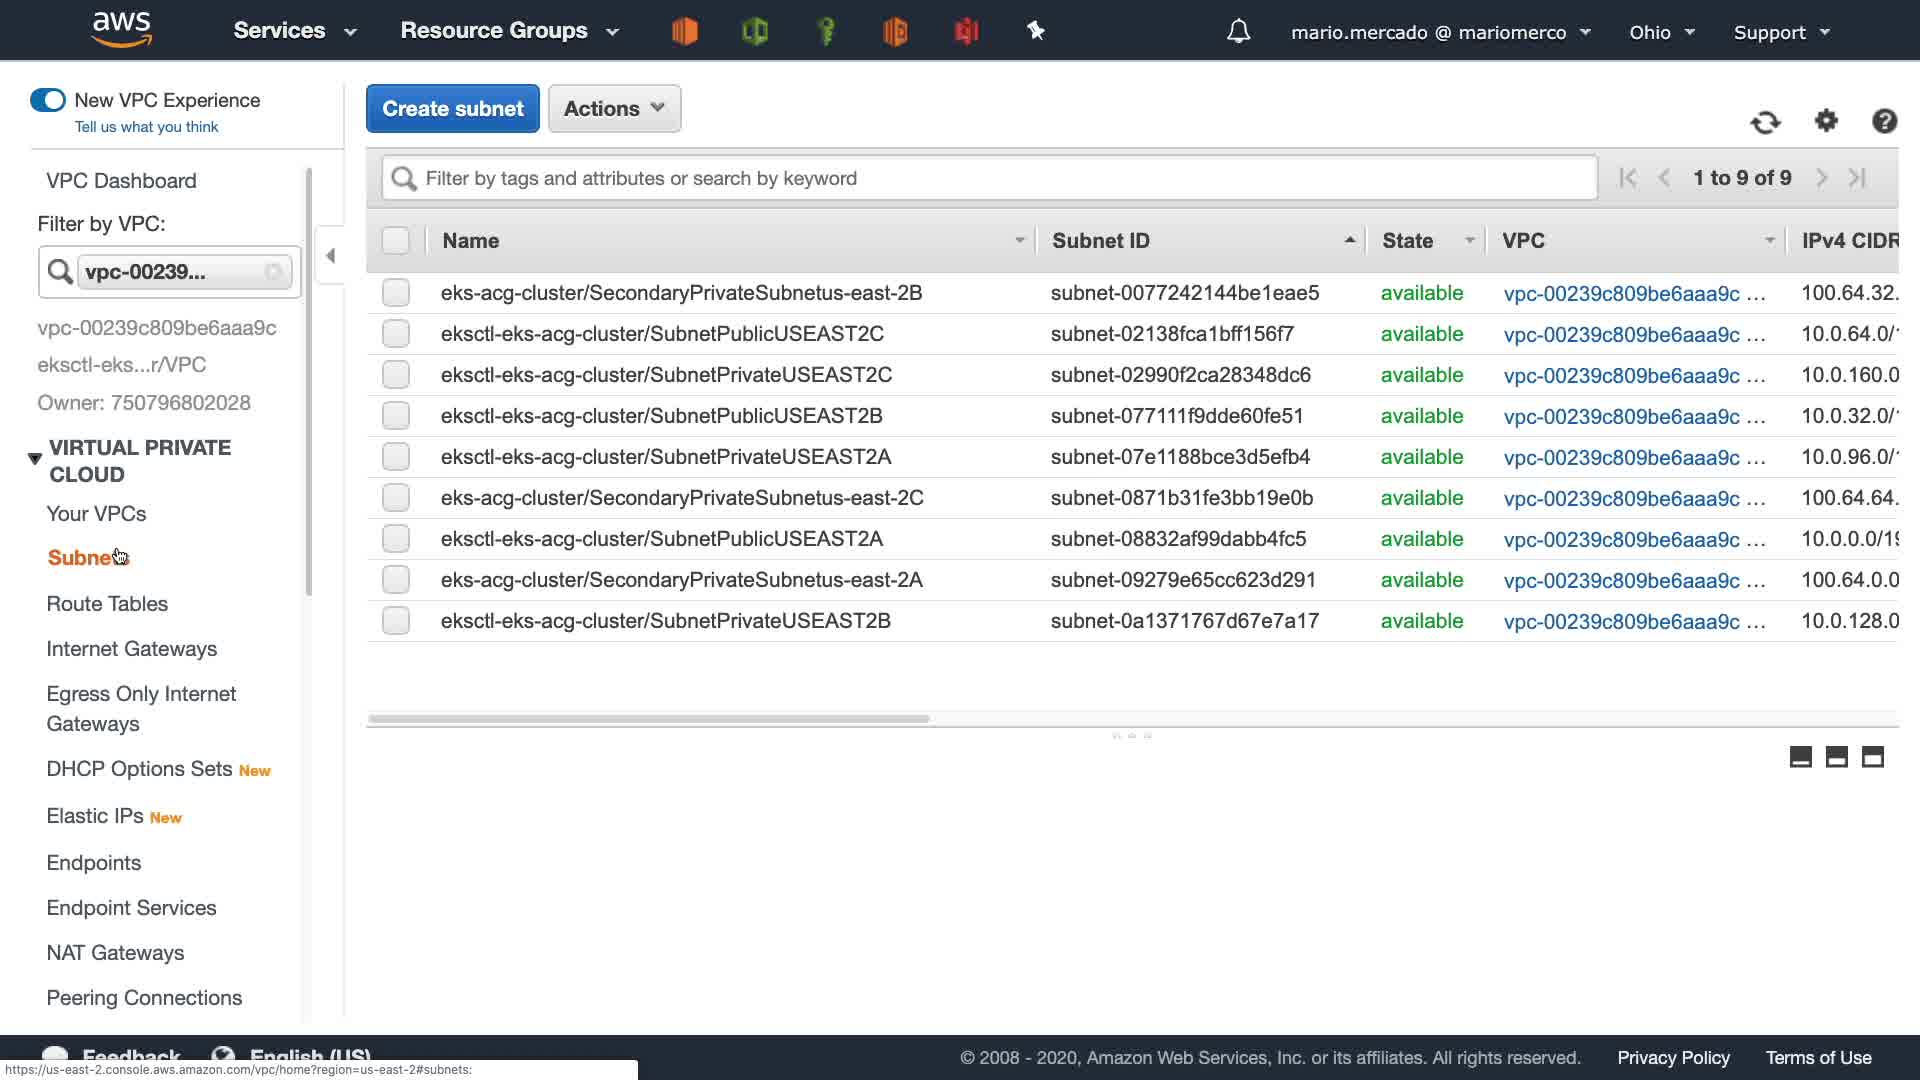 aws
Services
Resource Groups
mario.mercado @ mariomerco
Ohio
Support
New VPC Experience
Tell us what you think
VPC Dashboard
Filter by VPC:
vpc-00239...
vpc-00239c809be6aaa9c
eksctl-eks...r/VPC
Owner: 750796802028
VIRTUAL PRIVATE
CLOUD
Your VPCs
Subnets
Route Tables
Internet Gateways
Egress Only Internet
Gateways
DHCP Options Sets New
Elastic IPs New
Endpoints
Endpoint Services
NAT Gateways
Peering Connections
Create subnet
Actions
Filter by tags and attributes or search by keyword
1 to 9 of 9
Name Subnet ID State VPC IPv4 CIDR
eks-acg-cluster/SecondaryPrivateSubnetus-east-2B subnet-0077242144be1eae5 available vpc-00239c809be6aaa9c ... 100.64.32.
eksctl-eks-acg-cluster/SubnetPublicUSEAST2C subnet-02138fca1bff156f7 available vpc-00239c809be6aaa9c ... 10.0.64.0/
eksctl-eks-acg-cluster/SubnetPrivateUSEAST2C subnet-02990f2ca28348dc6 available vpc-00239c809be6aaa9c ... 10.0.160.0
eksctl-eks-acg-cluster/SubnetPublicUSEAST2B subnet-077111f9dde60fe51 available vpc-00239c809be6aaa9c ... 10.0.32.0/
eksctl-eks-acg-cluster/SubnetPrivateUSEAST2A subnet-07e1188bce3d5efb4 available vpc-00239c809be6aaa9c ... 10.0.96.0/
eks-acg-cluster/SecondaryPrivateSubnetus-east-2C subnet-0871b31fe3bb19e0b available vpc-00239c809be6aaa9c ... 100.64.64.
eksctl-eks-acg-cluster/SubnetPublicUSEAST2A subnet-08832af99dabb4fc5 available vpc-00239c809be6aaa9c ... 10.0.0.0/19
eks-acg-cluster/SecondaryPrivateSubnetus-east-2A subnet-09279e65cc623d291 available vpc-00239c809be6aaa9c ... 100.64.0.0
eksctl-eks-acg-cluster/SubnetPrivateUSEAST2B subnet-0a1371767d67e7a17 available vpc-00239c809be6aaa9c ... 10.0.128.0
Feedback
English (US)
© 2008 - 2020, Amazon Web Services, Inc. or its affiliates. All rights reserved.
Privacy Policy
Terms of Use
https://us-east-2.console.aws.amazon.com/vpc/home?region=us-east-2#subnets: